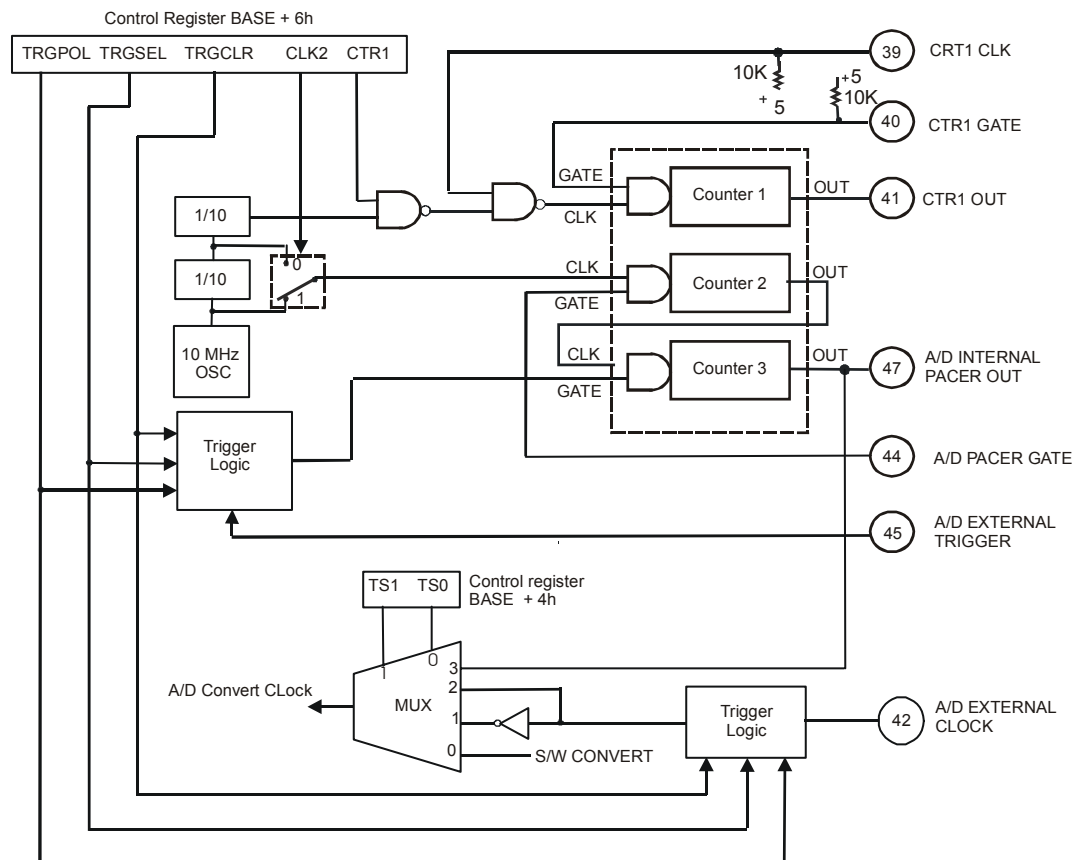 Control Register BASE + 6h
TRGPOL TRGSEL TRGCLR CLK2 CTR1
39 CRT1 CLK
10K
+ 5
+5
10K
40 CTR1 GATE
GATE
Counter 1
OUT
41 CTR1 OUT
CLK
1/10
0
1/10
1
CLK
Counter 2
OUT
GATE
10 MHz
OSC
CLK
Counter 3
OUT
GATE
47 A/D INTERNAL
PACER OUT
Trigger
Logic
44 A/D PACER GATE
45 A/D EXTERNAL
TRIGGER
TS1 TS0
Control register
BASE + 4h
1 0
3
2
1
0
MUX
A/D Convert CLock
S/W CONVERT
Trigger
Logic
42 A/D EXTERNAL
CLOCK